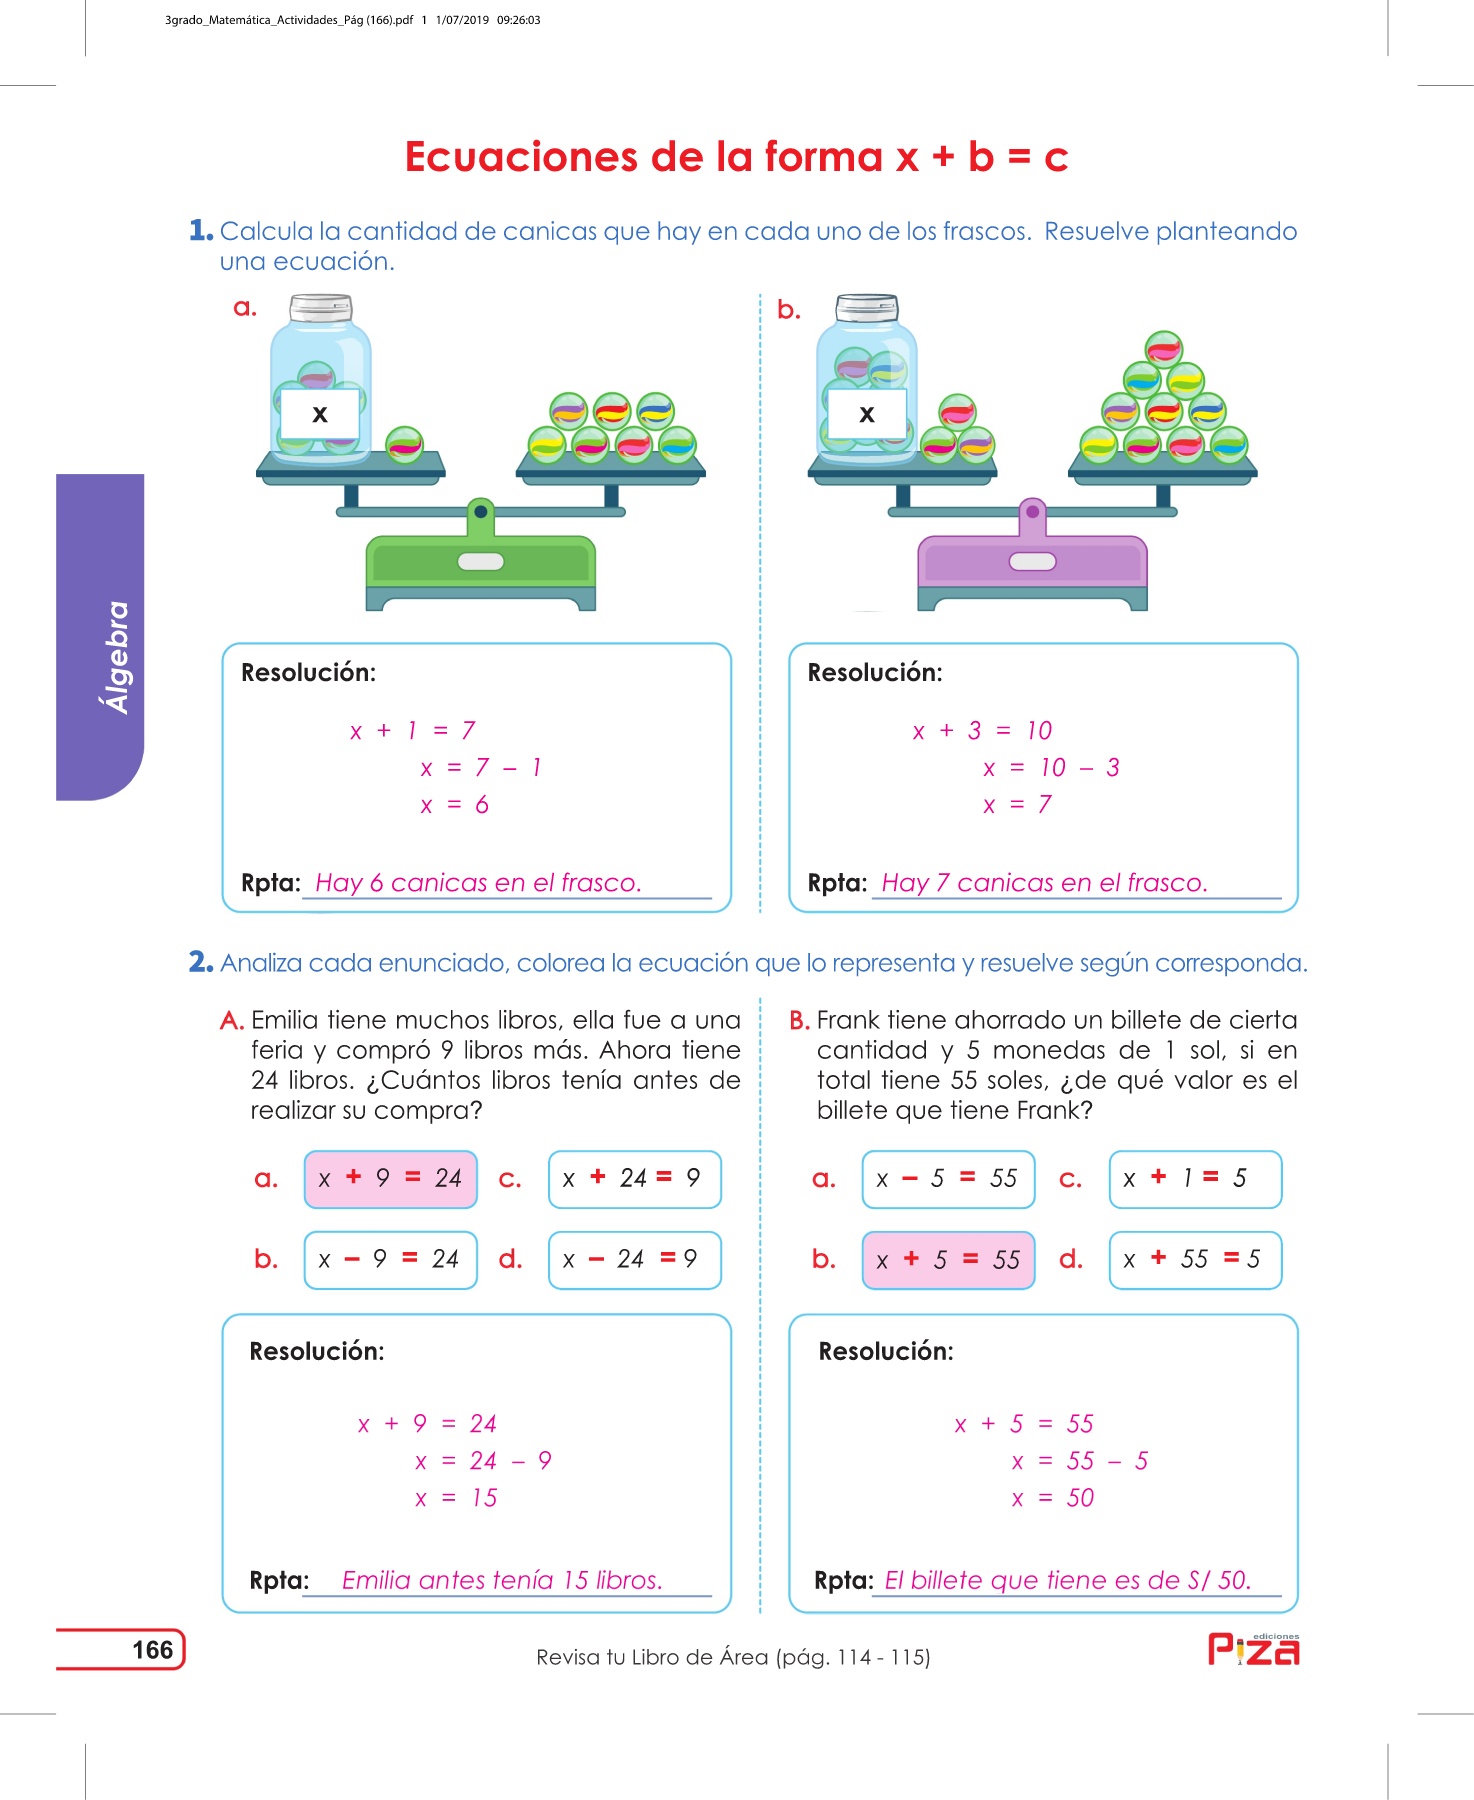 3grado_Matemática_Actividades_Pág (166).pdf 1 1/07/2019 09:26:03
Ecuaciones de la forma x + b = c
1. Calcula la cantidad de canicas que hay en cada uno de los frascos. Resuelve planteando
una ecuación.
a.
x
b.
x
Álgebra
Resolución:
x + 1 = 7
x = 7 – 1
x = 6
Rpta: Hay 6 canicas en el frasco.
Resolución:
x + 3 = 10
x = 10 – 3
x = 7
Rpta: Hay 7 canicas en el frasco.
2. Analiza cada enunciado, colorea la ecuación que lo representa y resuelve según corresponda.
A. Emilia tiene muchos libros, ella fue a una
feria y compró 9 libros más. Ahora tiene
24 libros. ¿Cuántos libros tenía antes de
realizar su compra?
a. x + 9 = 24
c. x + 24 = 9
b. x – 9 = 24
d. x – 24 = 9
Resolución:
x + 9 = 24
x = 24 – 9
x = 15
Rpta: Emilia antes tenía 15 libros.
B. Frank tiene ahorrado un billete de cierta
cantidad y 5 monedas de 1 sol, si en
total tiene 55 soles, ¿de qué valor es el
billete que tiene Frank?
a. x – 5 = 55
c. x + 1 = 5
b. x + 5 = 55
d. x + 55 = 5
Resolución:
x + 5 = 55
x = 55 – 5
x = 50
Rpta: El billete que tiene es de S/ 50.
166
Revisa tu Libro de Área (pág. 114 - 115)
ediciones
Piza